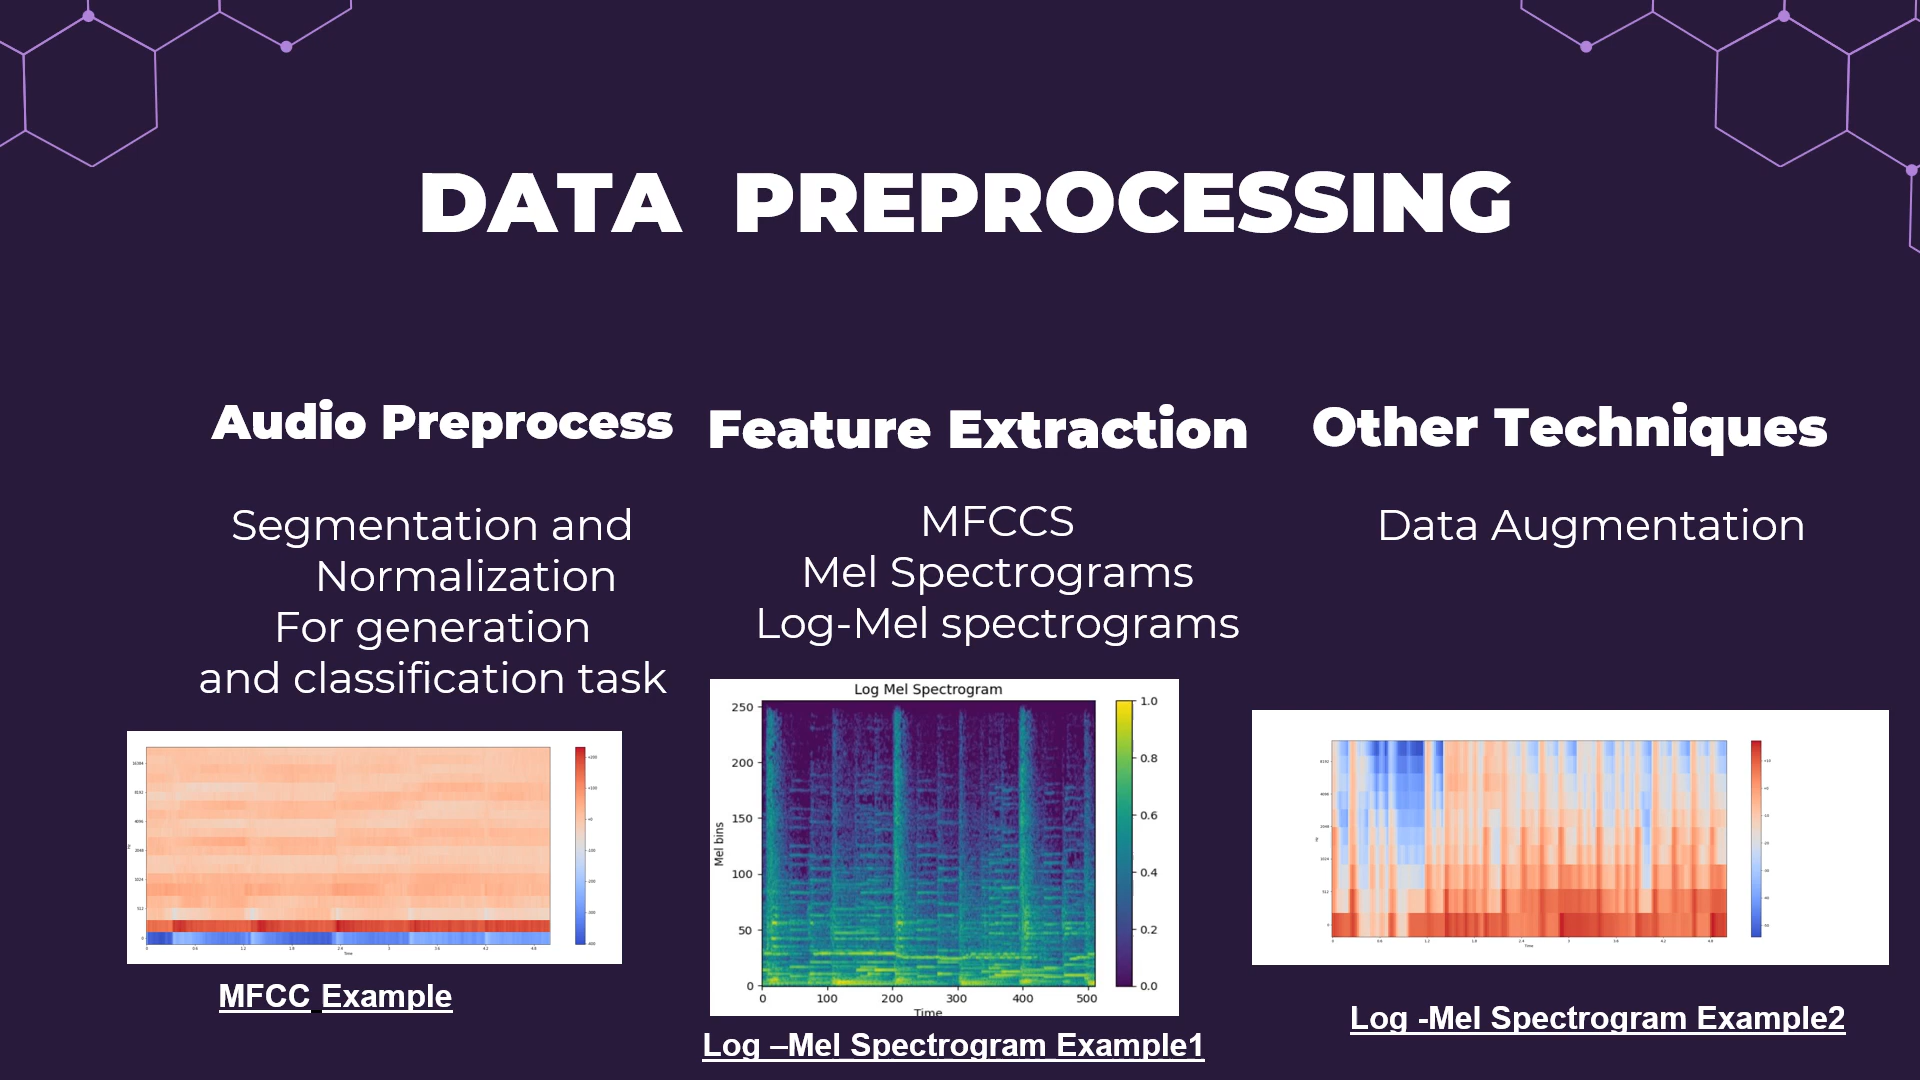 DATA PREPROCESSING
Audio Preprocess
Segmentation and
Normalization
For generation
and classification task
Feature Extraction
MFCCS
Mel Spectrograms
Log-Mel spectrograms
Other Techniques
Data Augmentation
MFCC Example
Log Mel Spectrogram
250
200
150
100
50
0
Mel bins
0 100 200 300 400 500
Time
1.0
0.8
0.6
0.4
0.2
0.0
Log –Mel Spectrogram Example1
Log -Mel Spectrogram Example2